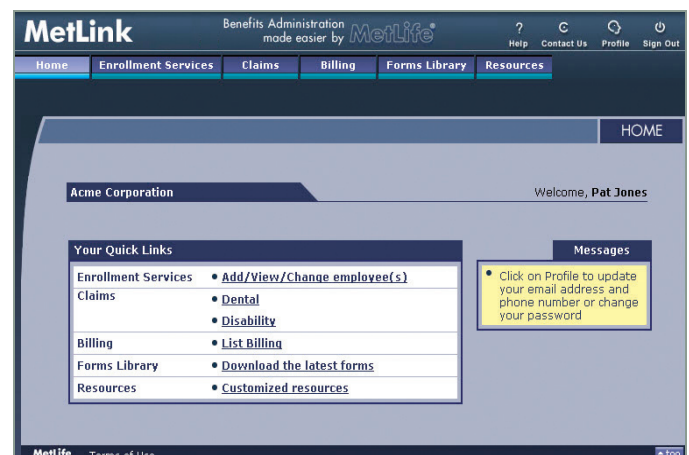 MetLink
Benefits Administration
made easier by MetLife®
?
Help
Contact Us
Profile
Sign Out
Home
Enrollment Services
Claims
Billing
Forms Library
Resources
HOME
Acme Corporation
Welcome, Pat Jones
Your Quick Links
Enrollment Services • Add/View/Change employee(s)
Claims • Dental
• Disability
Billing • List Billing
Forms Library • Download the latest forms
Resources • Customized resources
Messages
• Click on Profile to update
your email address and
phone number or change
your password
MetLife Terms of Use
top